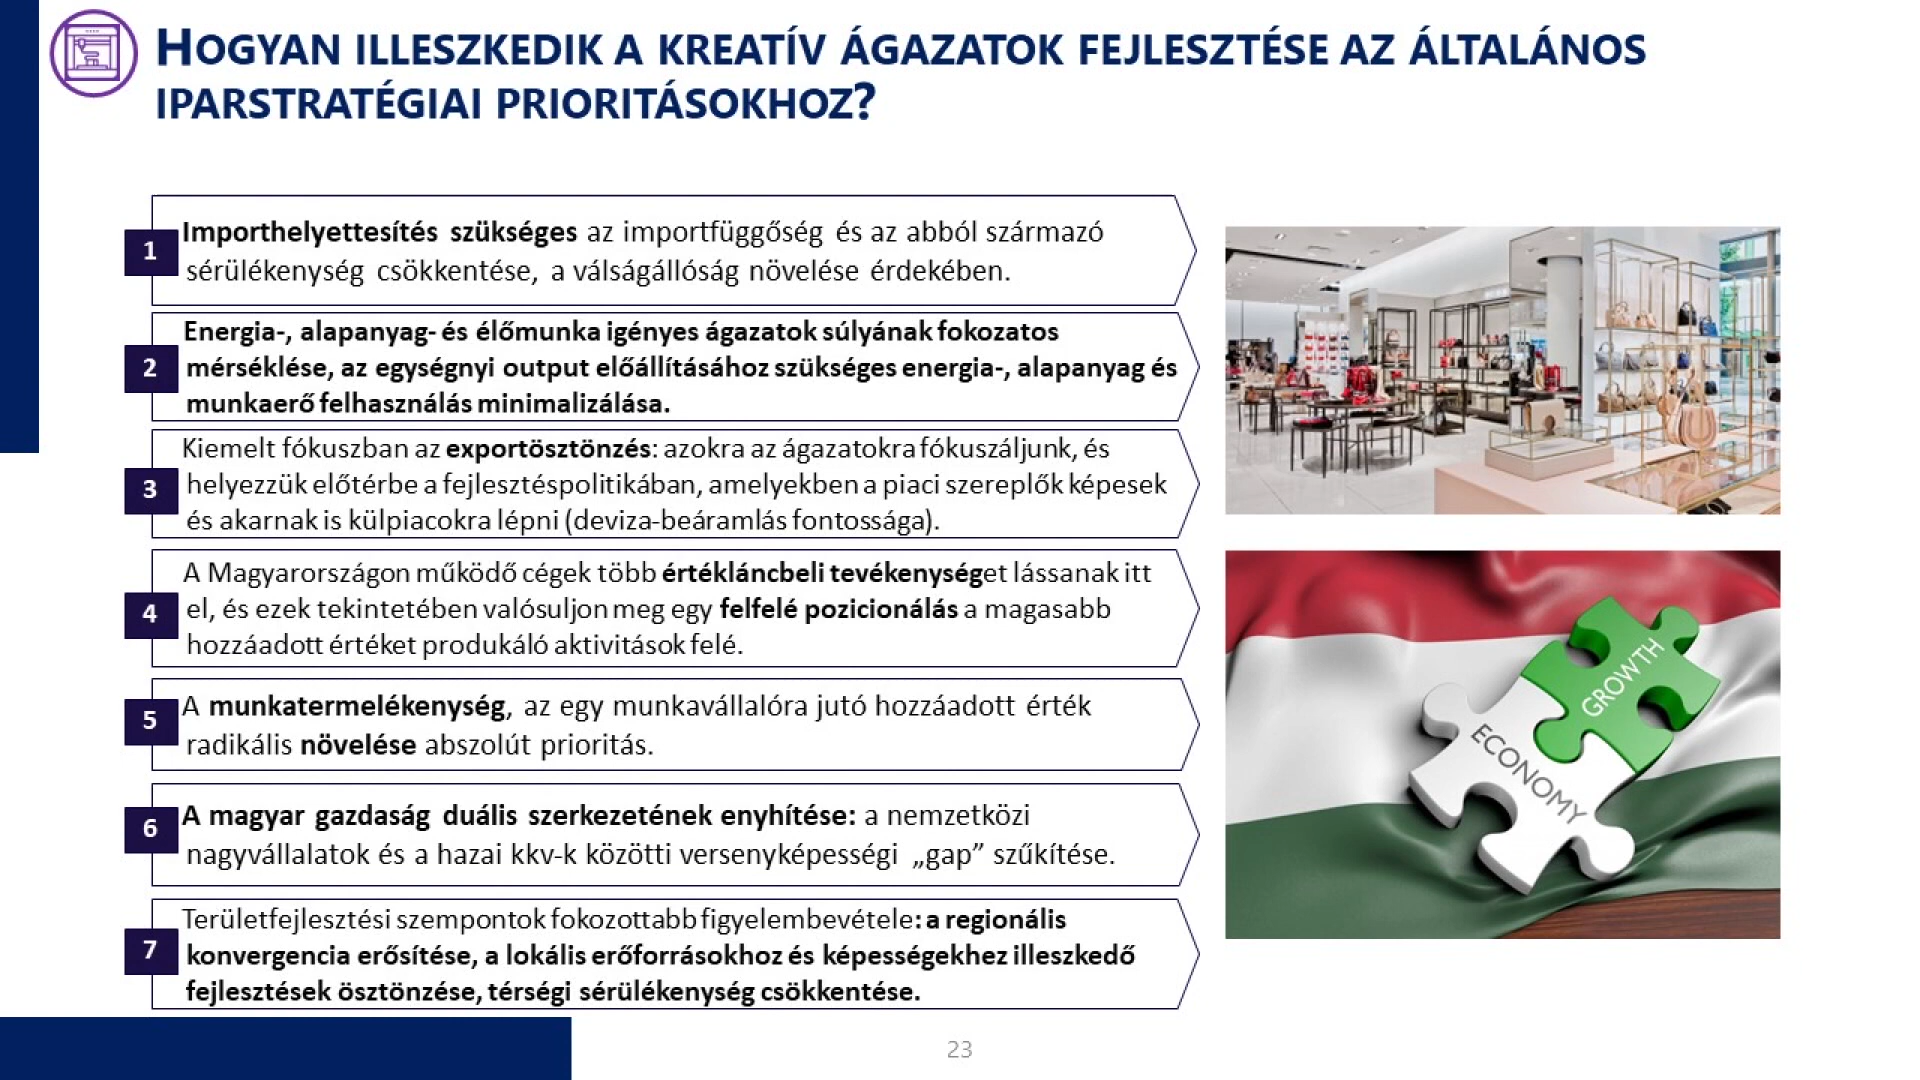 HOGYAN ILLESZKEDIK A KREATÍV ÁGAZATOK FEJLESZTÉSE AZ ÁLTALÁNOS
IPARSTRATÉGIAI PRIORITÁSOKHOZ?
1
Importhelyettesítés szükséges az importfüggőség és az abból származó
sérülékenység csökkentése, a válságállóság növelése érdekében.
2
Energia-, alapanyag- és élőmunka igényes ágazatok súlyának fokozatos
mérséklése, az egységnyi output előállításához szükséges energia-, alapanyag és
munkaerő felhasználás minimalizálása.
3
Kiemelt fókuszban az exportösztönzés: azokra az ágazatokra fókuszáljunk, és
helyezzük előtérbe a fejlesztéspolitikában, amelyekben a piaci szereplők képesek
és akarnak is külpiacokra lépni (deviza-beáramlás fontossága).
4
A Magyarországon működő cégek több értékláncbeli tevékenységet lássanak itt
el, és ezek tekintetében valósuljon meg egy felfelé pozicionálás a magasabb
hozzáadott értéket produkáló aktivitások felé.
5
A munkatermelékenység, az egy munkavállalóra jutó hozzáadott érték
radikális növelése abszolút prioritás.
6
A magyar gazdaság duális szerkezetének enyhítése: a nemzetközi
nagyvállalatok és a hazai kkv-k közötti versenyképességi „gap” szűkítése.
7
Területfejlesztési szempontok fokozottabb figyelembevétele: a regionális
konvergencia erősítése, a lokális erőforrásokhoz és képességekhez illeszkedő
fejlesztések ösztönzése, térségi sérülékenység csökkentése.
GROWTH
ECONOMY
23